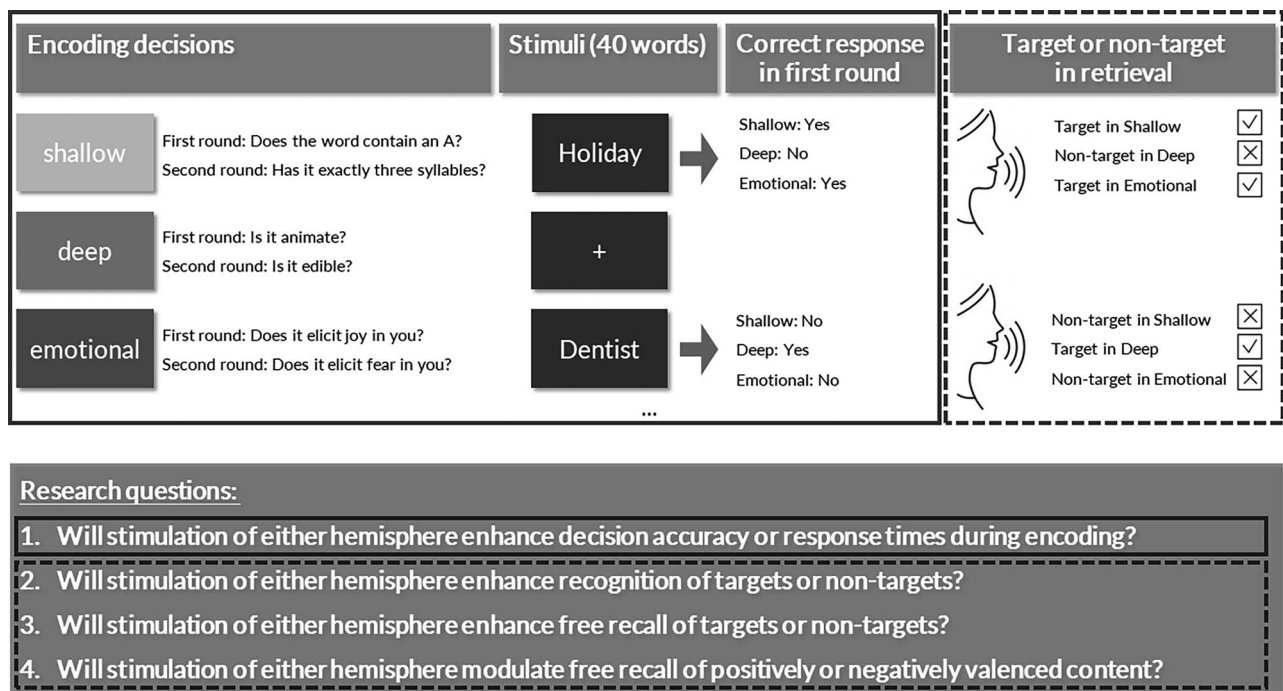 Encoding decisions
Stimuli (40 words)
Correct response
in first round
Target or non-target
in retrieval
shallow
First round: Does the word contain an A?
Second round: Has it exactly three syllables?
Holiday
Shallow: Yes
Deep: No
Emotional: Yes
Target in Shallow
Non-target in Deep
Target in Emotional
deep
First round: Is it animate?
Second round: Is it edible?
+
emotional
First round: Does it elicit joy in you?
Second round: Does it elicit fear in you?
Dentist
Shallow: No
Deep: Yes
Emotional: No
Non-target in Shallow
Target in Deep
Non-target in Emotional
...
Research questions:
1. Will stimulation of either hemisphere enhance decision accuracy or response times during encoding?
2. Will stimulation of either hemisphere enhance recognition of targets or non-targets?
3. Will stimulation of either hemisphere enhance free recall of targets or non-targets?
4. Will stimulation of either hemisphere modulate free recall of positively or negatively valenced content?